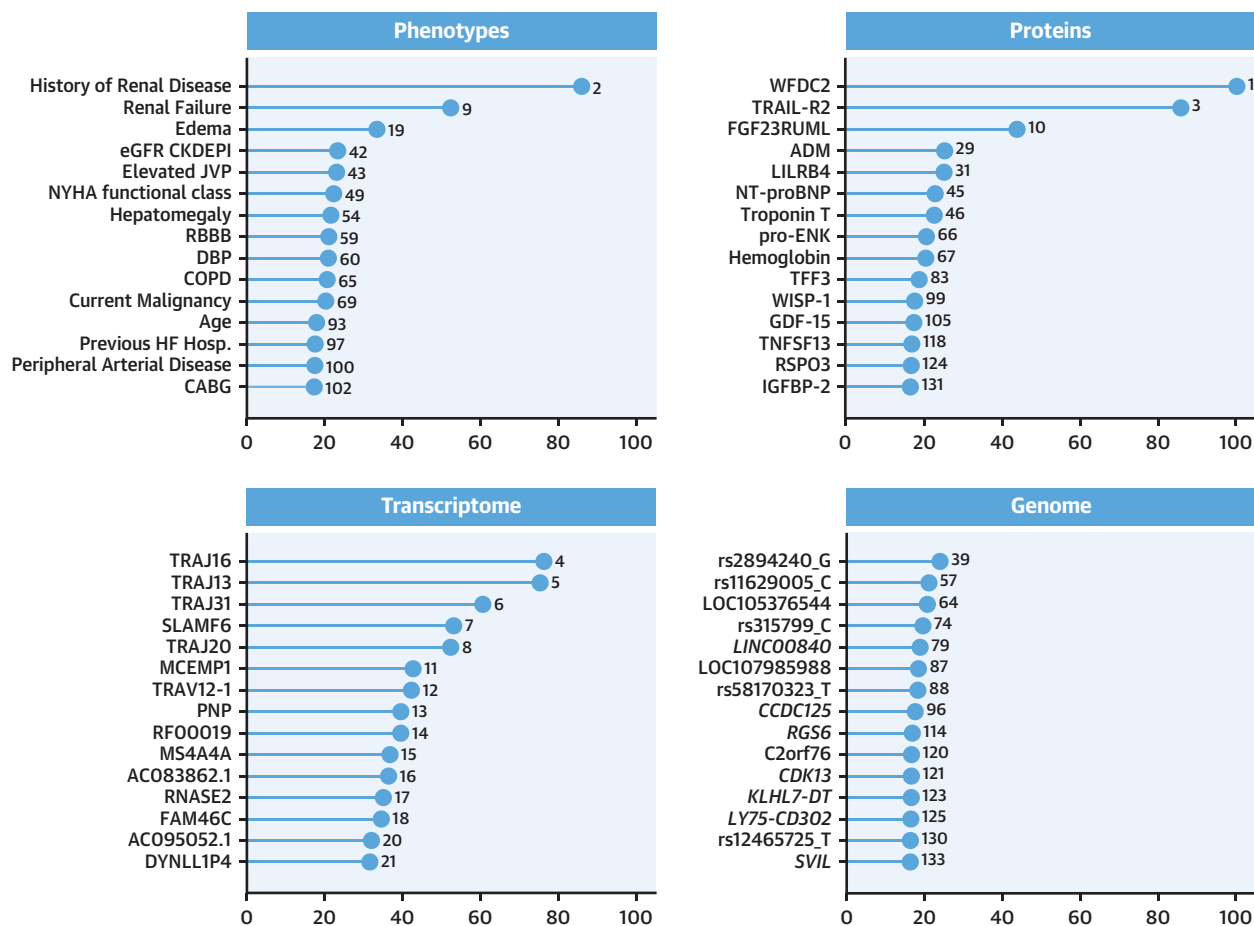 Phenotypes
History of Renal Disease 2
Renal Failure 9
Edema 19
eGFR CKDEPI 42
Elevated JVP 43
NYHA functional class 49
Hepatomegaly 54
RBBB 59
DBP 60
COPD 65
Current Malignancy 69
Age 93
Previous HF Hosp. 97
Peripheral Arterial Disease 100
CABG 102
0 20 40 60 80 100
Proteins
WFDC2 1
TRAIL-R2 3
FGF23RUML 10
ADM 29
LILRB4 31
NT-proBNP 45
Troponin T 46
pro-ENK 66
Hemoglobin 67
TFF3 83
WISP-1 99
GDF-15 105
TNFSF13 118
RSPO3 124
IGFBP-2 131
0 20 40 60 80 100
Transcriptome
TRAJ16 4
TRAJ13 5
TRAJ31 6
SLAMF6 7
TRAJ20 8
MCEMP1 11
TRAV12-1 12
PNP 13
RF00019 14
MS4A4A 15
AC083862.1 16
RNASE2 17
FAM46C 18
AC095052.1 20
DYNLL1P4 21
0 20 40 60 80 100
Genome
rs2894240_G 39
rs11629005_C 57
LOC105376544 64
rs315799_C 74
LINC00840 79
LOC107985988 87
rs58170323_T 88
CCDC125 96
RGS6 114
C2orf76 120
CDK13 121
KLHL7-DT 123
LY75-CD302 125
rs12465725_T 130
SVIL 133
0 20 40 60 80 100